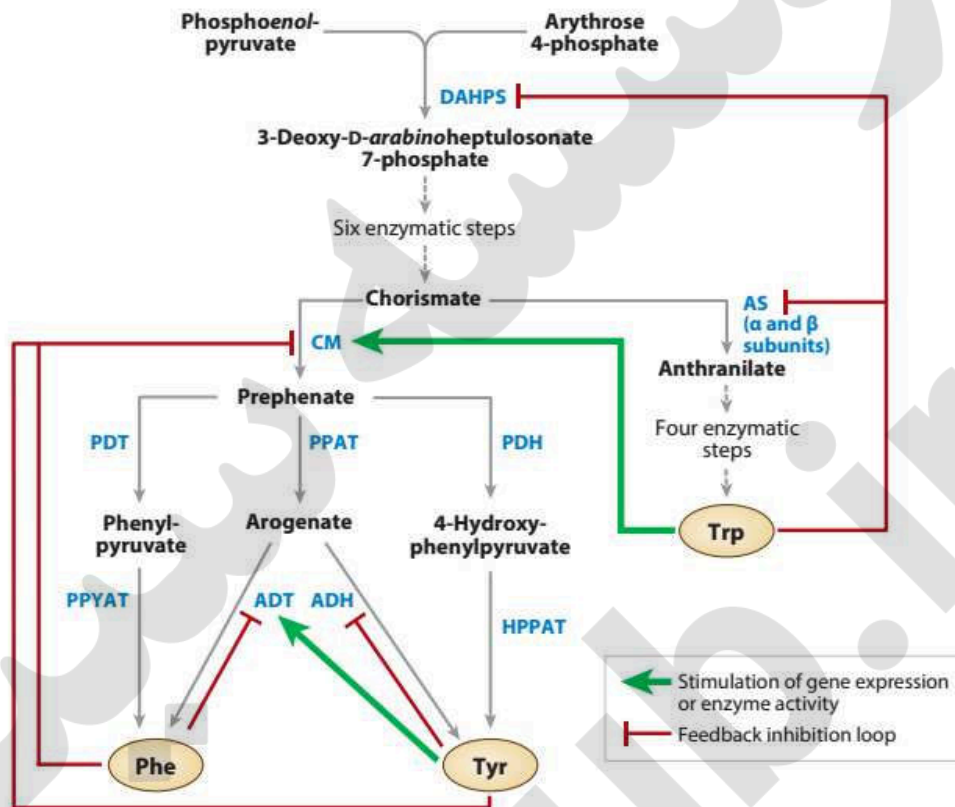 Phosphoenol-
pyruvate
Arythrose
4-phosphate
DAHPS
3-Deoxy-D-arabinoheptulosonate
7-phosphate
Six enzymatic steps
Chorismate
AS
(α and β
subunits)
CM
Anthranilate
Prephenate
Four enzymatic
steps
PDT
PPAT
PDH
Phenyl-
pyruvate
Arogenate
4-Hydroxy-
phenylpyruvate
Trp
PPYAT
ADT
ADH
HPPAT
Stimulation of gene expression
or enzyme activity
Feedback inhibition loop
Phe
Tyr